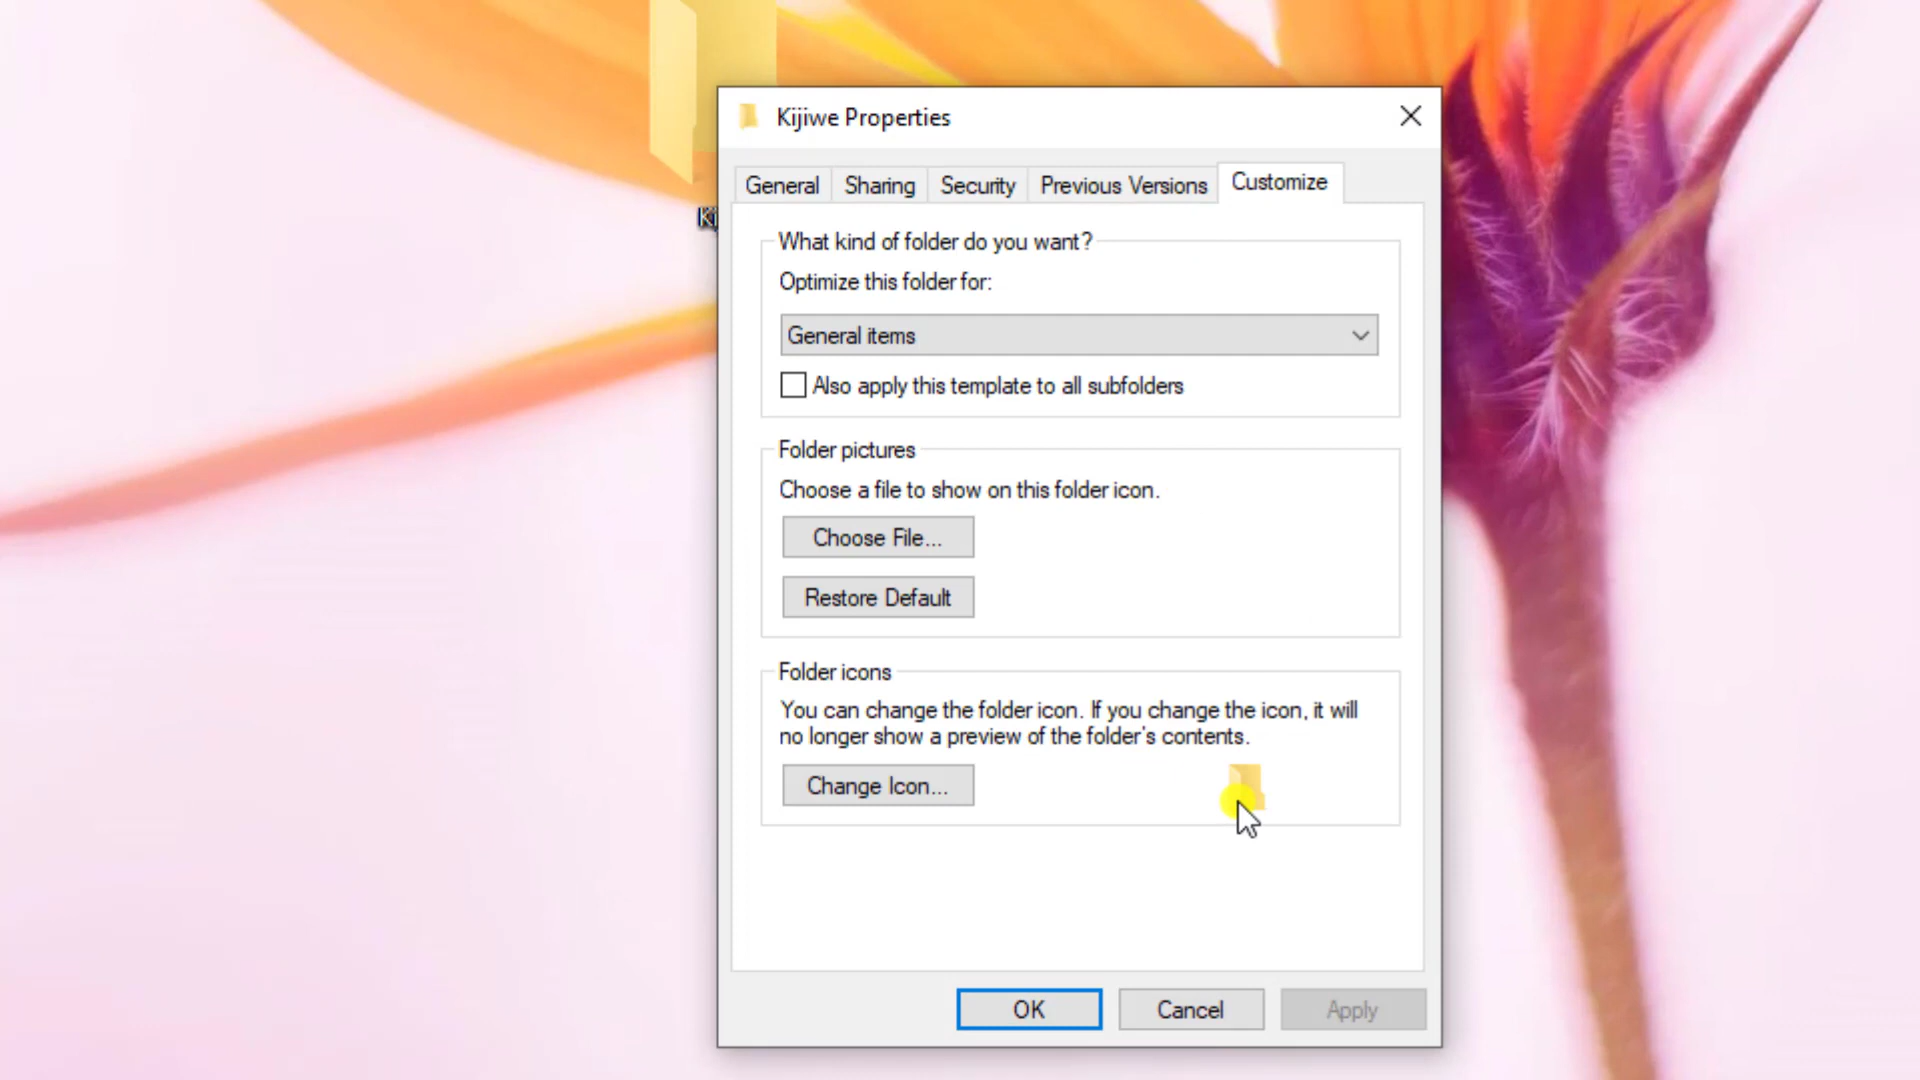 Kijiwe Properties
General Sharing Security Previous Versions Customize
What kind of folder do you want?
Optimize this folder for:
General items
Also apply this template to all subfolders
Folder pictures
Choose a file to show on this folder icon.
Choose File...
Restore Default
Folder icons
You can change the folder icon. If you change the icon, it will
no longer show a preview of the folder's contents.
Change Icon...
OK Cancel Apply